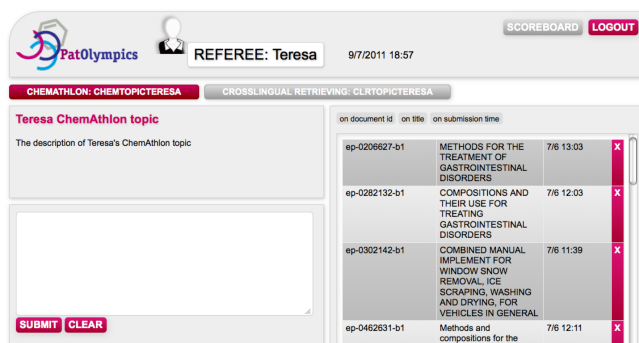 PatOlympics
REFEREE: Teresa
9/7/2011 18:57
SCOREBOARD LOGOUT
CHEMATHLON: CHEMTOPICTERESA
CROSSLINGUAL RETRIEVING: CLRTOPICTERESA
Teresa ChemAthlon topic
The description of Teresa's ChemAthlon topic
SUBMIT CLEAR
on document id on title on submission time
ep-0206627-b1 METHODS FOR THE 7/6 13:03 X
TREATMENT OF
GASTROINTESTINAL
DISORDERS
ep-0282132-b1 COMPOSITIONS AND 7/6 12:03 X
THEIR USE FOR
TREATING
GASTROINTESTINAL
DISORDERS
ep-0302142-b1 COMBINED MANUAL 7/6 11:39 X
IMPLEMENT FOR
WINDOW SNOW
REMOVAL, ICE
SCRAPING, WASHING
AND DRYING, FOR
VEHICLES IN GENERAL
ep-0462631-b1 Methods and 7/6 12:11 X
compositions for the